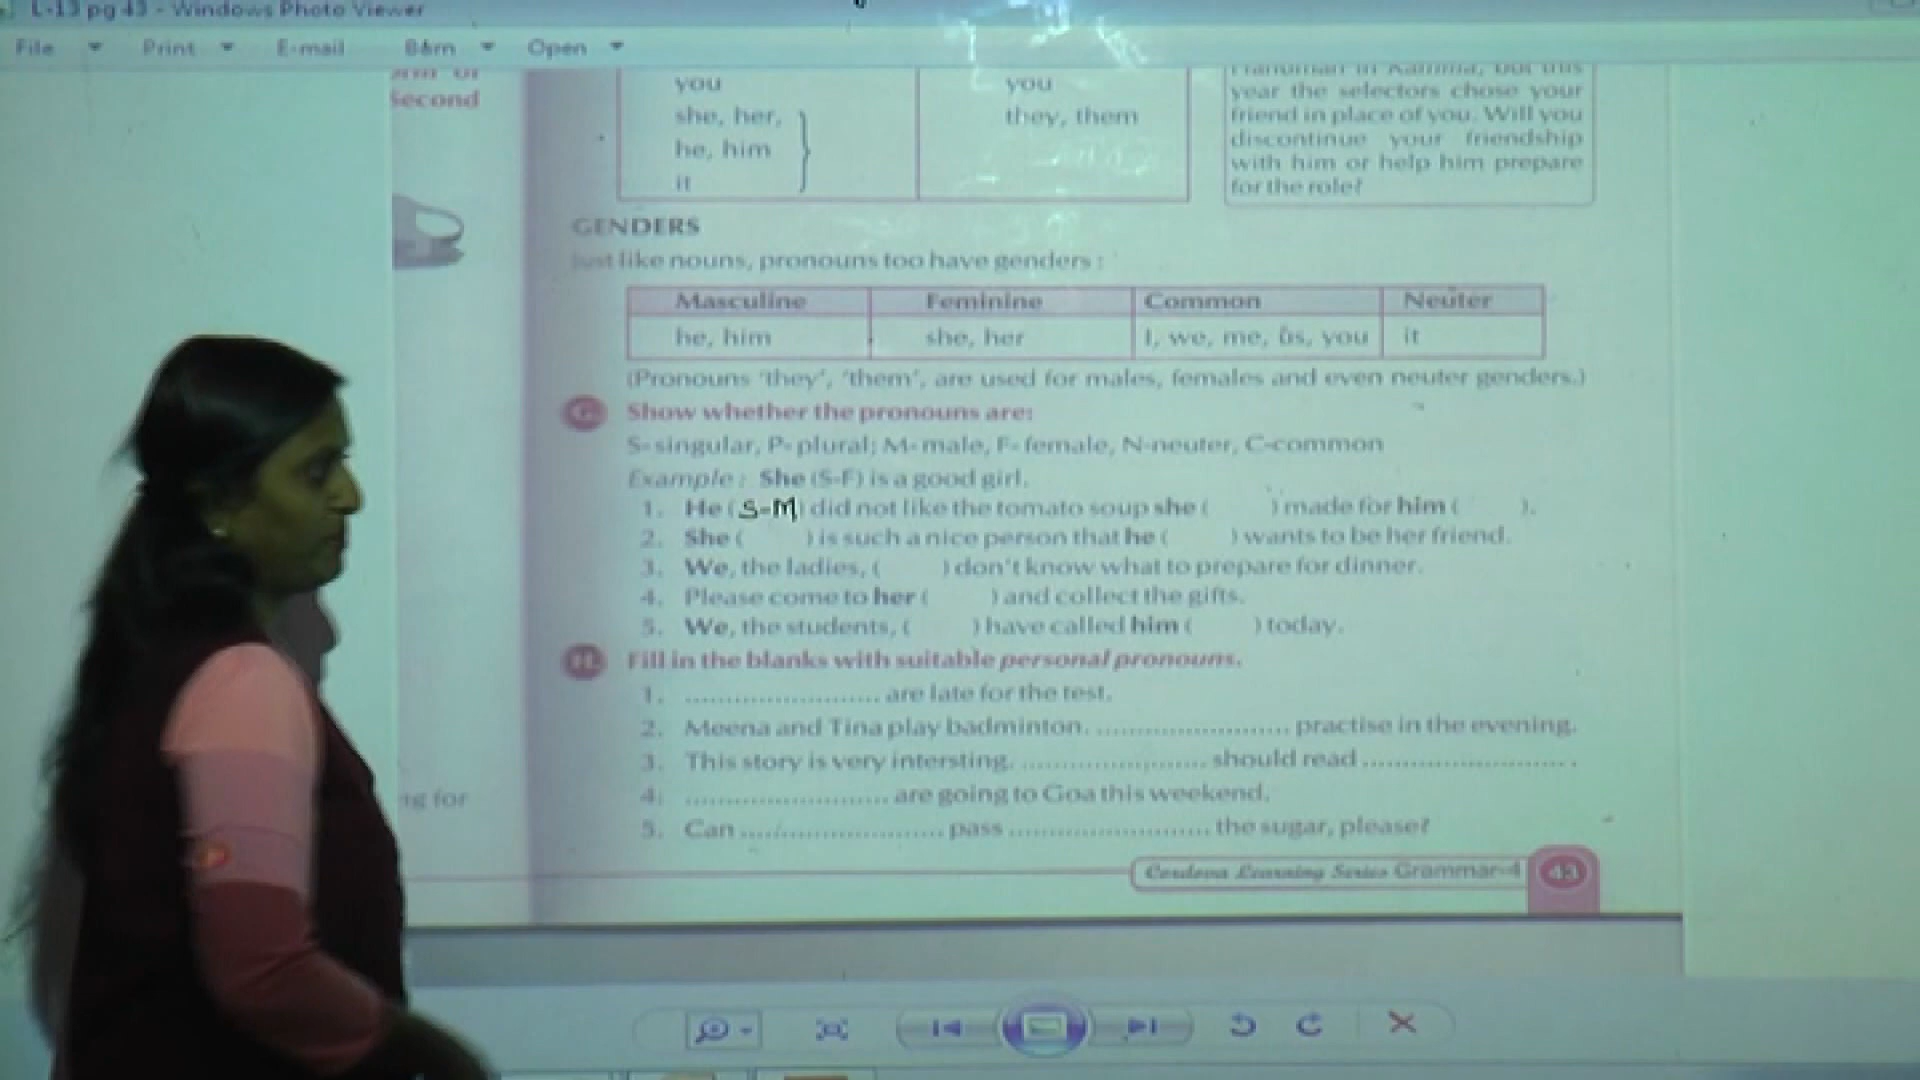 L-13 pg 43 - Windows Photo Viewer
File Print E-mail Burn Open
Second
you you
she, her, they, them
he, him
it
year the selectors chose your
friend in place of you. Will you
discontinue your friendship
with him or help him prepare
for the role?
GENDERS
Just like nouns, pronouns too have genders :
Masculine Feminine Common Neuter
he, him she, her I, we, me, us, you it
(Pronouns 'they', 'them', are used for males, females and even neuter genders.)
G. Show whether the pronouns are:
S-singular, P-plural; M-male, F-female, N-neuter, C-common
Example : She (S-F) is a good girl.
1. He (S-M) did not like the tomato soup she ( ) made for him ( ).
2. She ( ) is such a nice person that he ( ) wants to be her friend.
3. We, the ladies, ( ) don't know what to prepare for dinner.
4. Please come to her ( ) and collect the gifts.
5. We, the students, ( ) have called him ( ) today.
H. Fill in the blanks with suitable personal pronouns.
1. ........................ are late for the test.
2. Meena and Tina play badminton. ........................ practise in the evening.
3. This story is very intersting. ........................ should read ........................ .
4. ........................ are going to Goa this weekend.
ng for
5. Can ........................ pass ........................ the sugar, please?
Cordova Learning Series Grammar-4 43